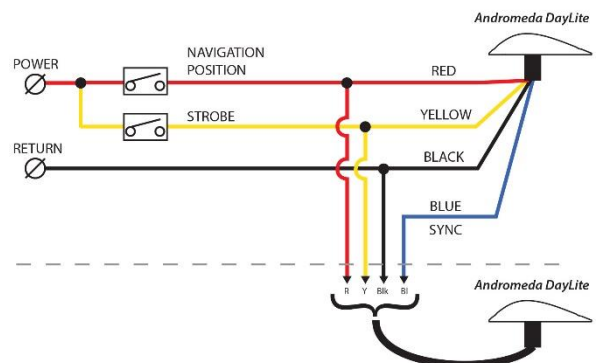 Andromeda DayLite
NAVIGATION
POSITION
POWER
RED
STROBE
YELLOW
RETURN
BLACK
BLUE
SYNC
R Y Blk Bl
Andromeda DayLite